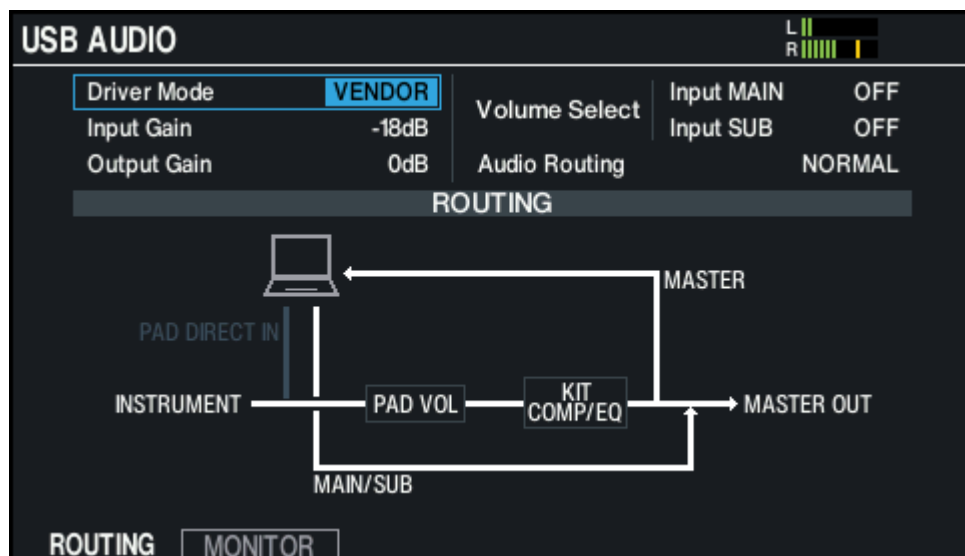 USB AUDIO
L
R
Driver Mode VENDOR
Input Gain -18dB
Output Gain 0dB
Volume Select
Input MAIN OFF
Input SUB OFF
Audio Routing NORMAL
ROUTING
MASTER
PAD DIRECT IN
INSTRUMENT
PAD VOL
KIT
COMP/EQ
MASTER OUT
MAIN/SUB
ROUTING
MONITOR